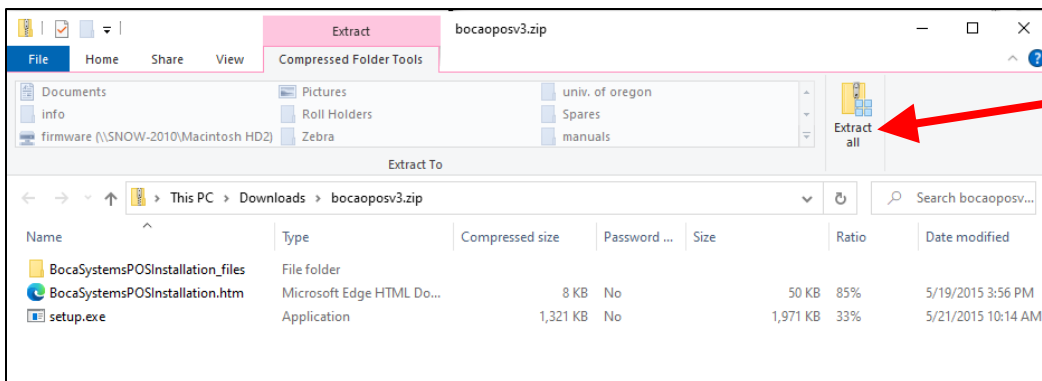 Extract bocaoposv3.zip
File Home Share View Compressed Folder Tools
Documents Pictures univ. of oregon
info Roll Holders Spares
firmware (\\SNOW-2010\Macintosh HD2) Zebra manuals
Extract all
Extract To
This PC > Downloads > bocaoposv3.zip Search bocaoposv...
Name Type Compressed size Password ... Size Ratio Date modified
BocaSystemsPOSInstallation_files File folder
BocaSystemsPOSInstallation.htm Microsoft Edge HTML Do... 8 KB No 50 KB 85% 5/19/2015 3:56 PM
setup.exe Application 1,321 KB No 1,971 KB 33% 5/21/2015 10:14 AM